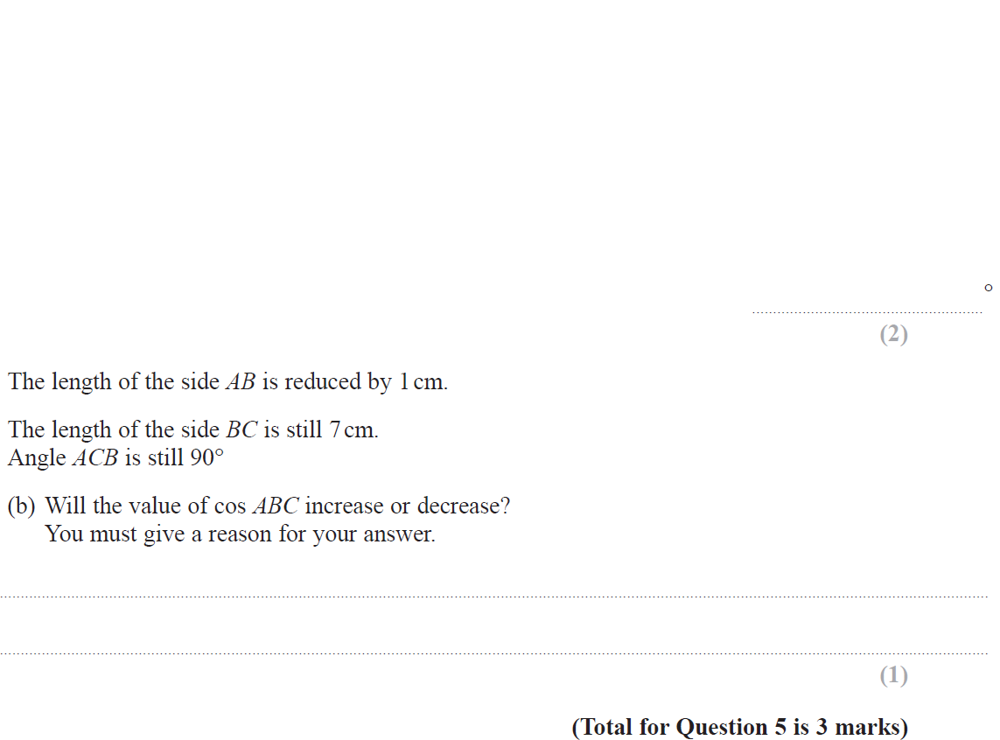 °
(2)
The length of the side AB is reduced by 1 cm.
The length of the side BC is still 7 cm.
Angle ACB is still 90°
(b) Will the value of cos ABC increase or decrease?
You must give a reason for your answer.
(1)
(Total for Question 5 is 3 marks)